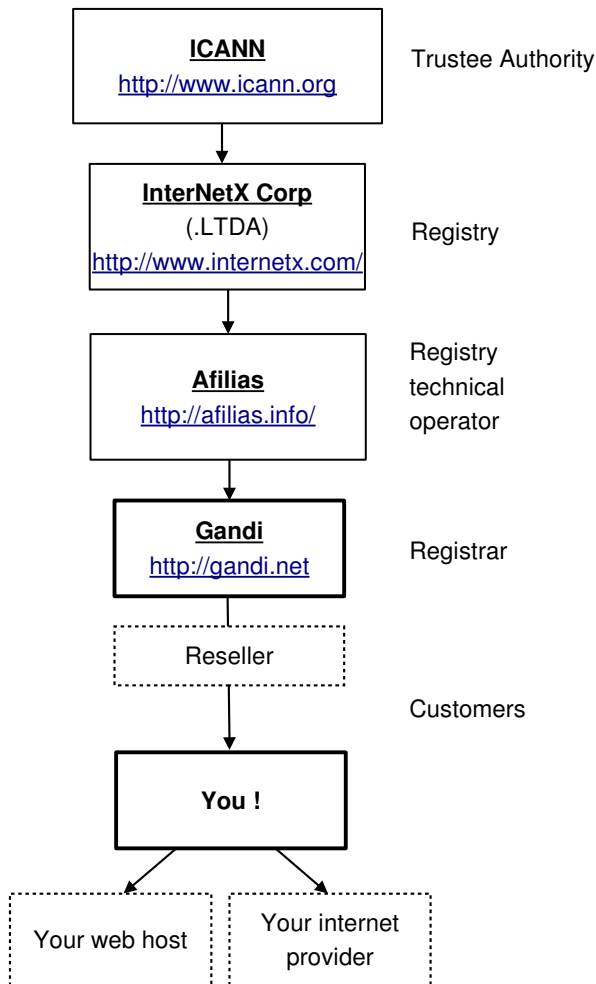 ICANN
http://www.icann.org
Trustee Authority
InterNetX Corp
(.LTDA)
http://www.internetx.com/
Registry
Afilias
http://afilias.info/
Registry
technical
operator
Gandi
http://gandi.net
Registrar
Reseller
Customers
You !
Your web host
Your internet
provider